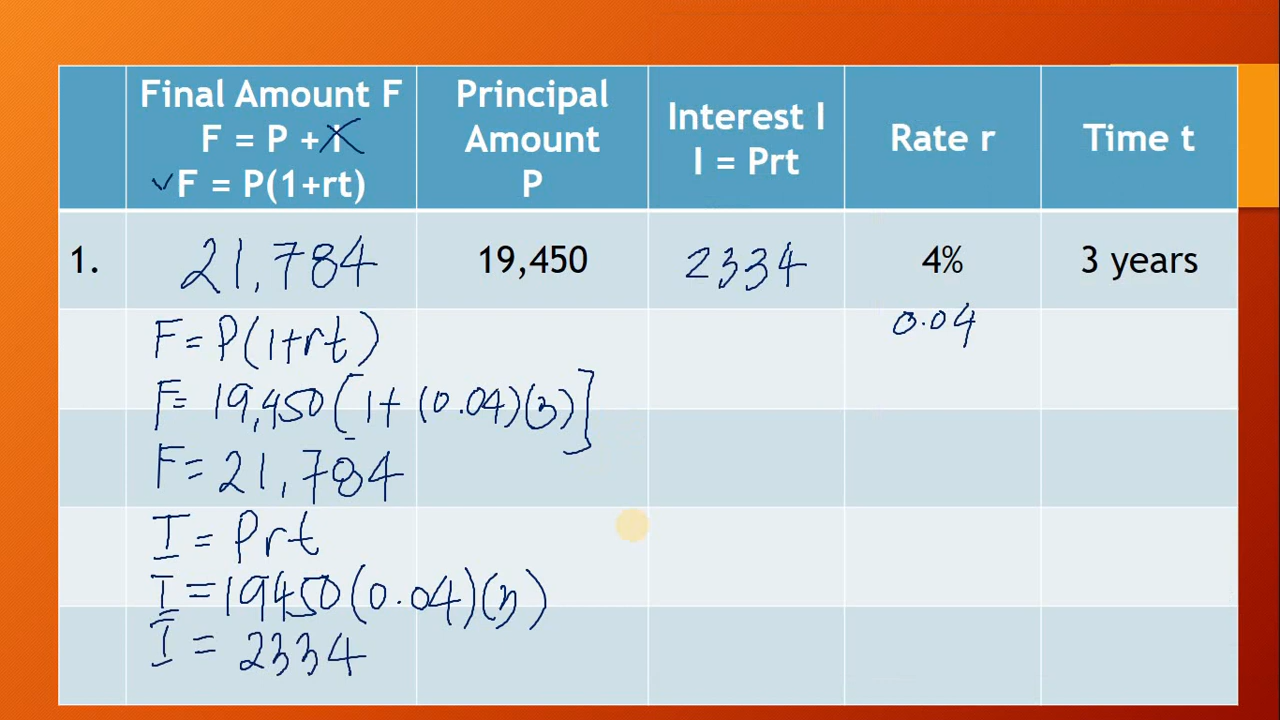 Final Amount F
F = P + I
✓F = P(1+rt)
Principal
Amount
P
Interest I
I = Prt
Rate r
Time t
1.
21,784
19,450
2334
4%
3 years
0.04
F = P(1+rt)
F = 19,450[1+(0.04)(3)]
F = 21,784
I = Prt
I = 19450(0.04)(3)
I = 2334